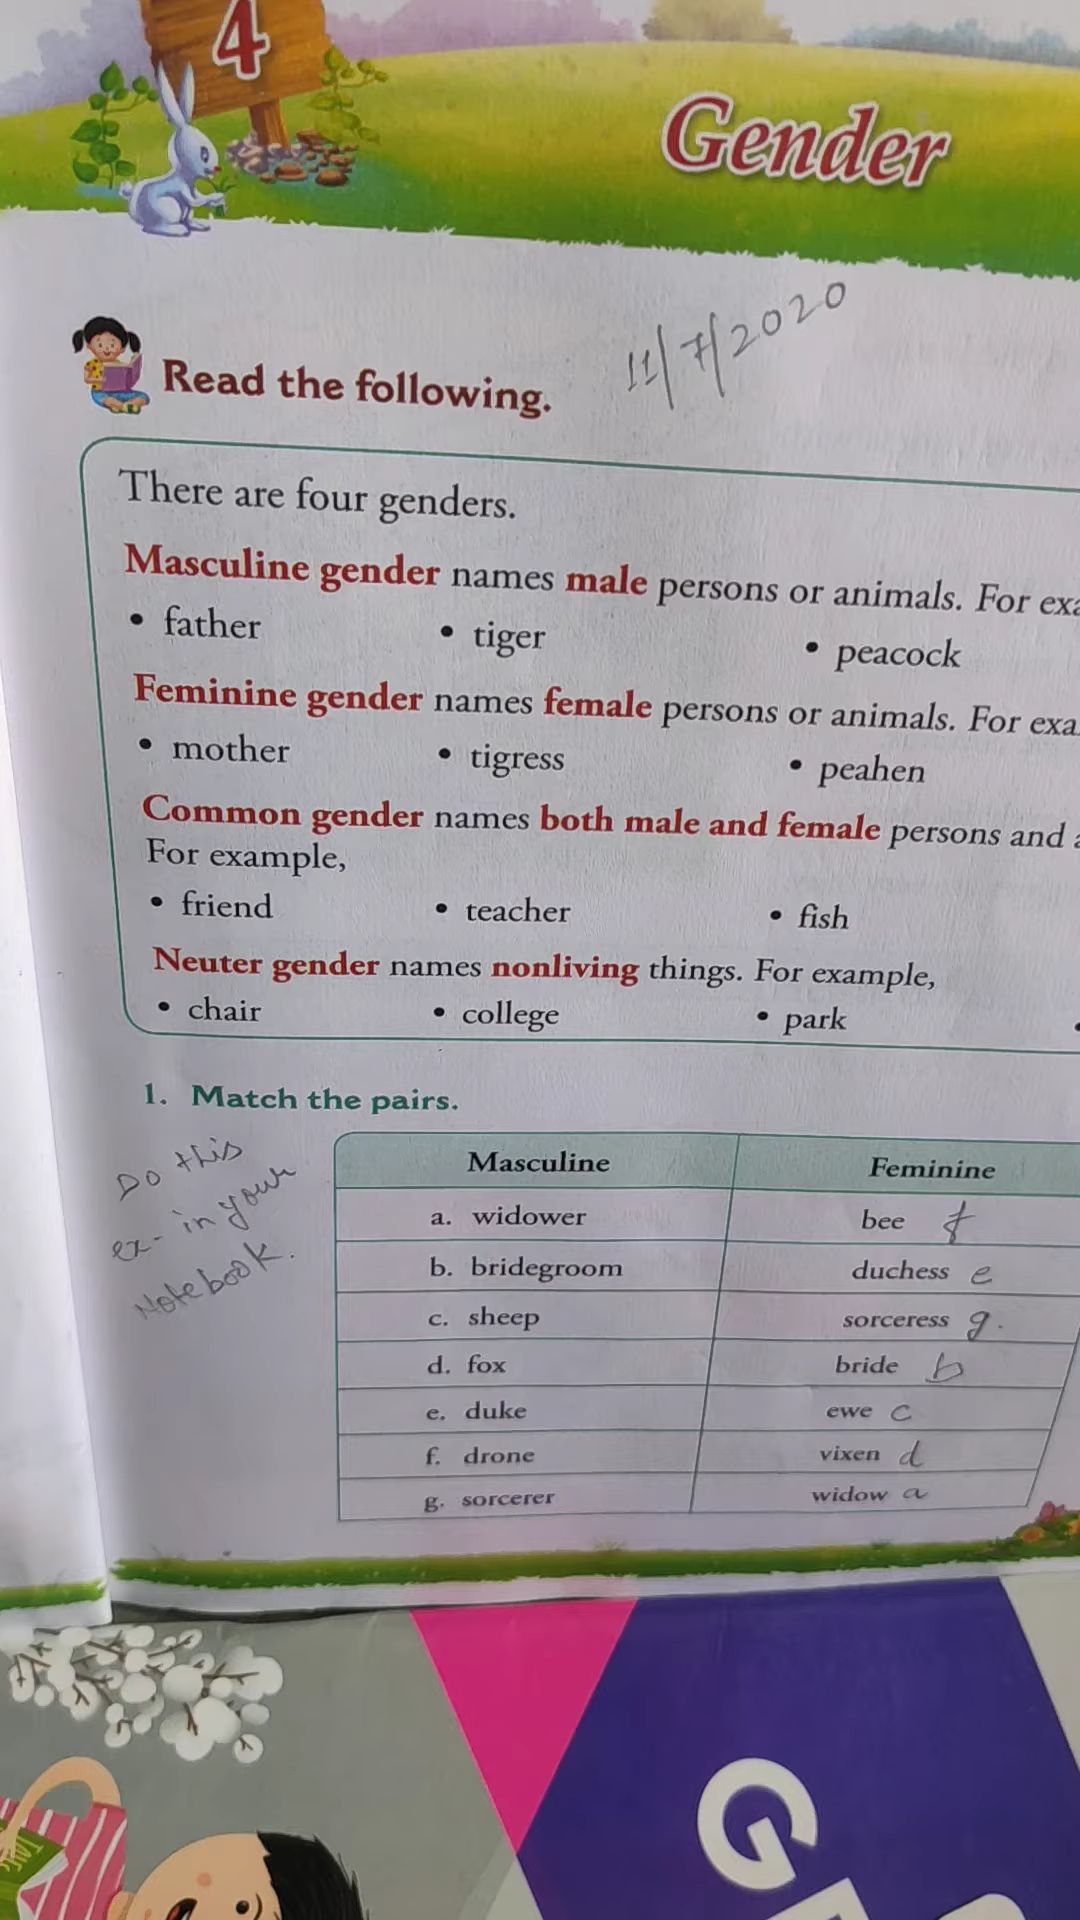 4
Gender
11/7/2020
Read the following.
There are four genders.
Masculine gender names male persons or animals. For exa
• father • tiger • peacock
Feminine gender names female persons or animals. For exa
• mother • tigress • peahen
Common gender names both male and female persons and a
For example,
• friend • teacher • fish
Neuter gender names nonliving things. For example,
• chair • college • park
1. Match the pairs.
Do this
ex- in your
Notebook.
Masculine Feminine
a. widower bee f
b. bridegroom duchess e
c. sheep sorceress g.
d. fox bride b
e. duke ewe c
f. drone vixen d
g. sorcerer widow a
G